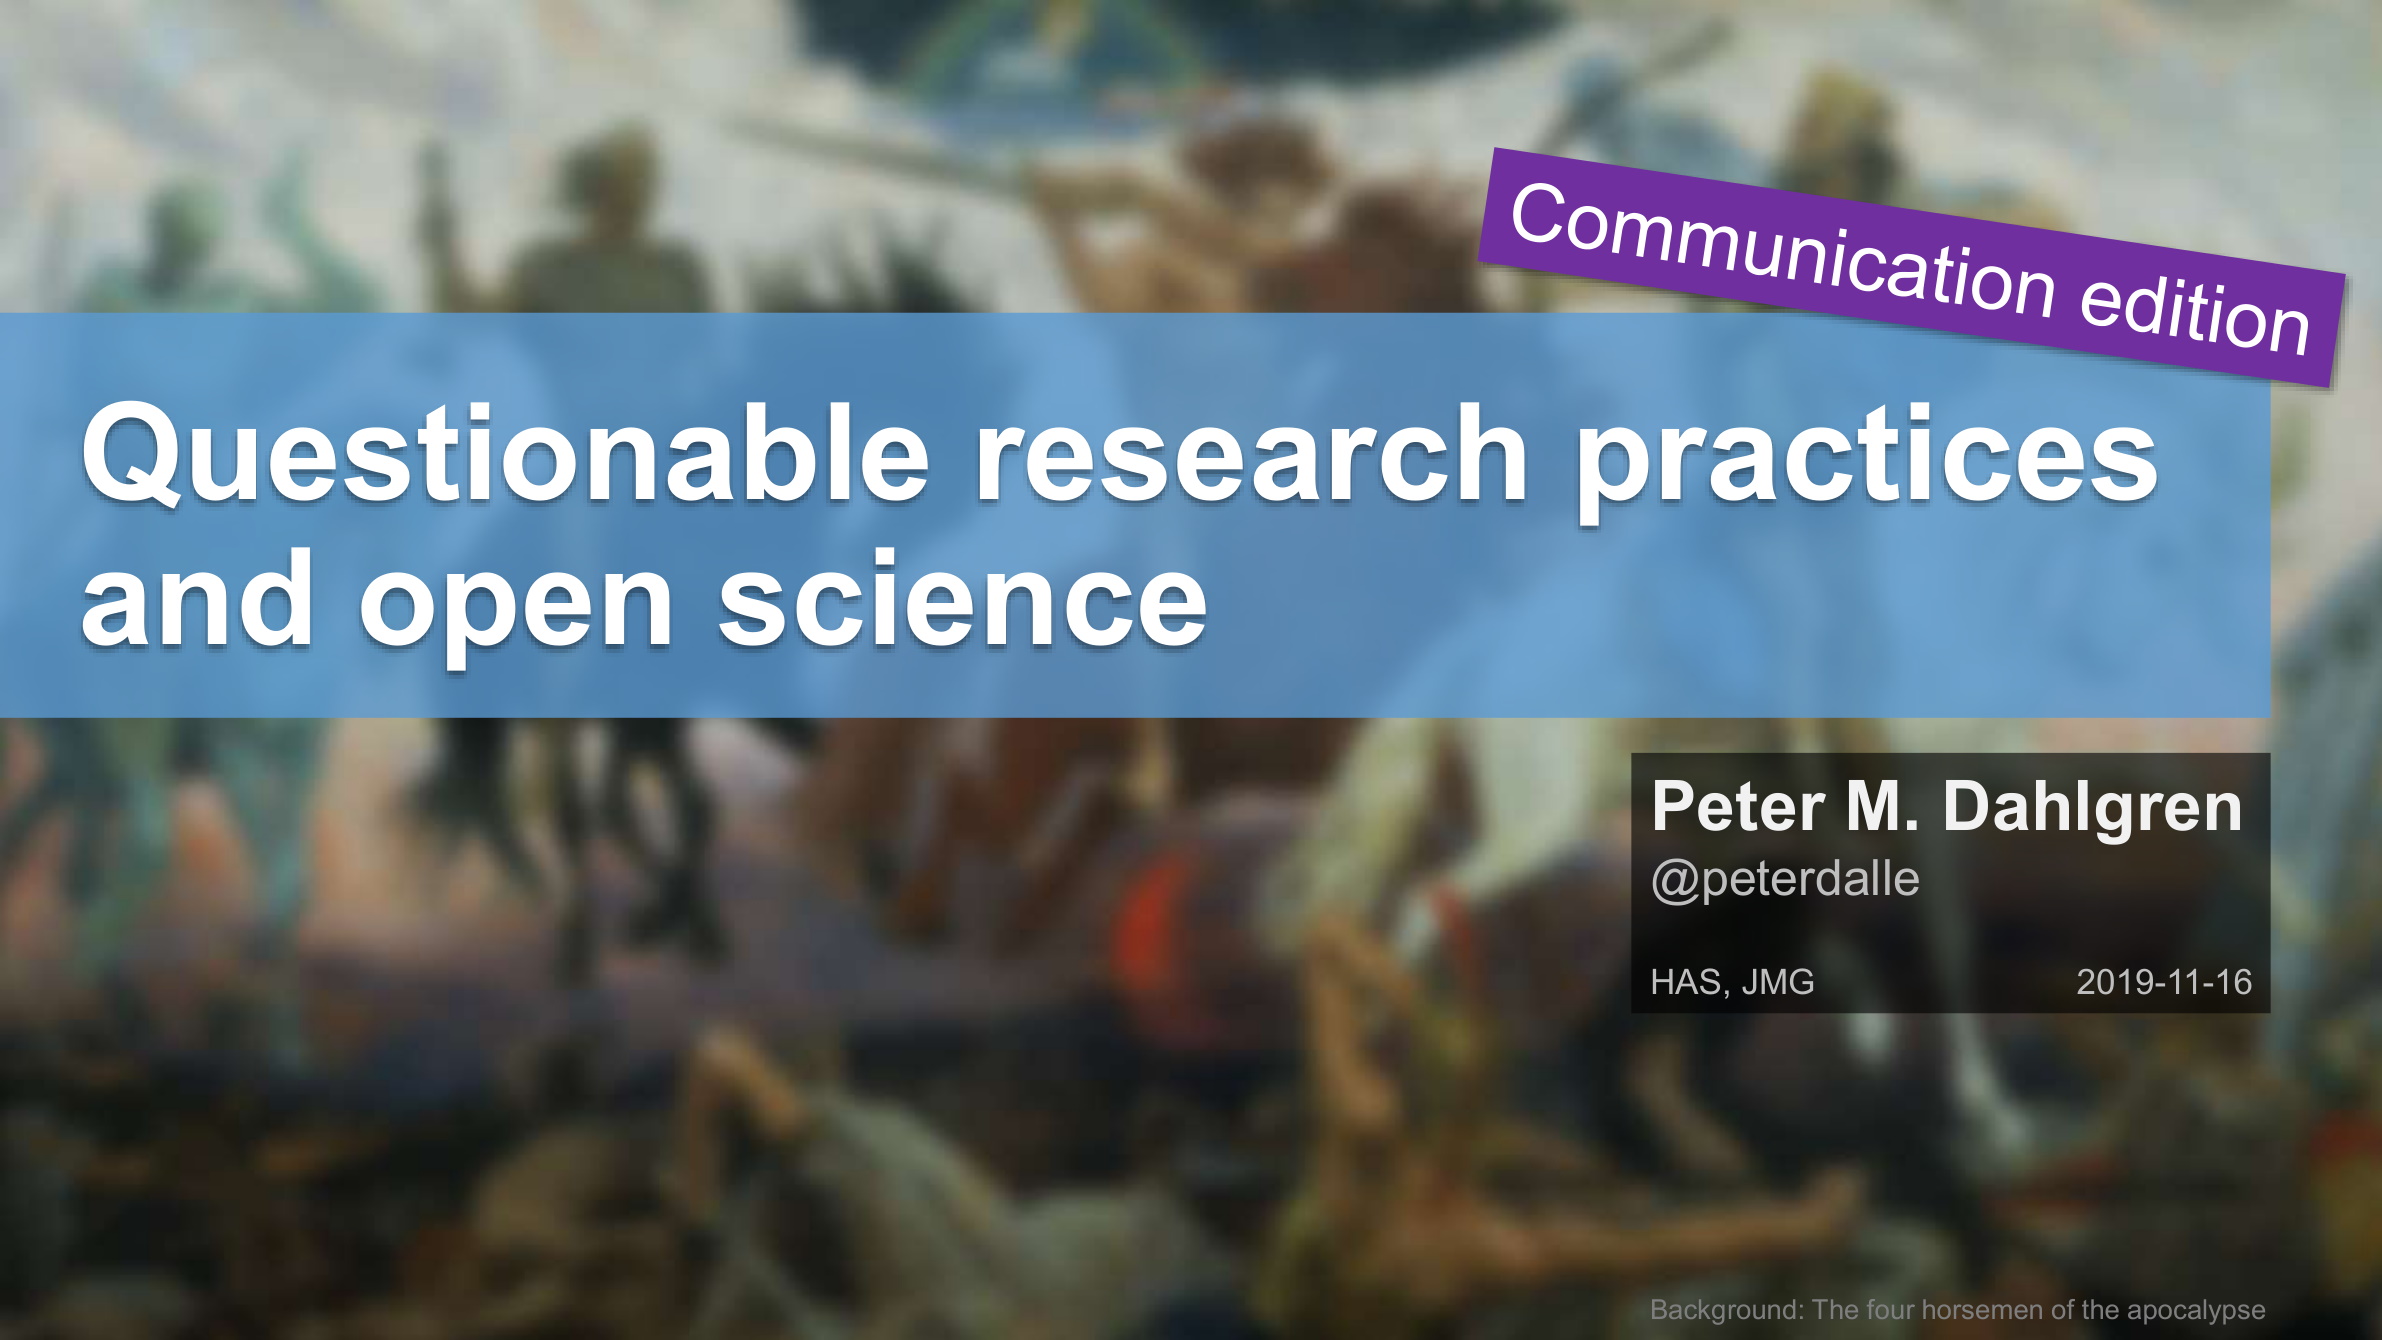 Communication edition
Questionable research practices
and open science
Peter M. Dahlgren
@peterdalle
HAS, JMG 2019-11-16
Background: The four horsemen of the apocalypse